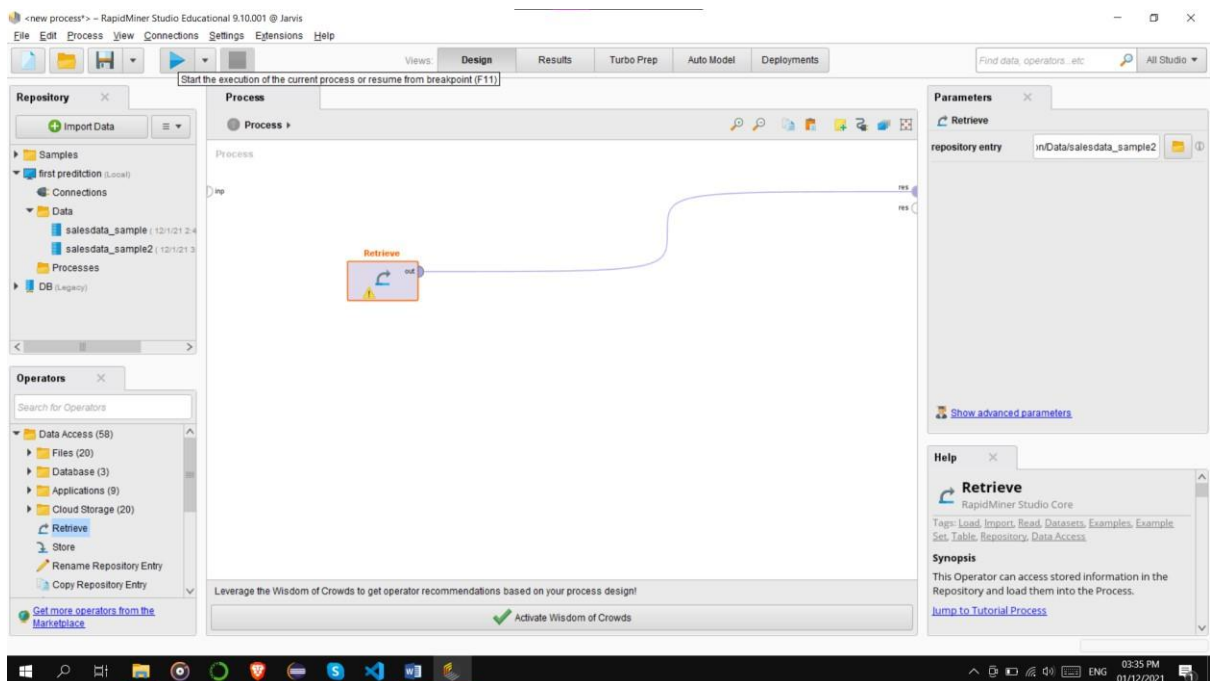 <new process*> – RapidMiner Studio Educational 9.10.001 @ Jarvis
File Edit Process View Connections Settings Extensions Help
Views: Design Results Turbo Prep Auto Model Deployments
Find data, operators...etc All Studio
Start the execution of the current process or resume from breakpoint (F11)
Repository
Import Data
Samples
first preditction (Local)
Connections
Data
salesdata_sample ( 12/1/21 2:4
salesdata_sample2 ( 12/1/21 3
Processes
DB (Legacy)
Operators
Search for Operators
Data Access (58)
Files (20)
Database (3)
Applications (9)
Cloud Storage (20)
Retrieve
Store
Rename Repository Entry
Copy Repository Entry
Get more operators from the
Marketplace
Process
Process
Process
inp
res
res
Retrieve
out
Leverage the Wisdom of Crowds to get operator recommendations based on your process design!
Activate Wisdom of Crowds
Parameters
Retrieve
repository entry
on/Data/salesdata_sample2
Show advanced parameters
Help
Retrieve
RapidMiner Studio Core
Tags: Load, Import, Read, Datasets, Examples, Example
Set, Table, Repository, Data Access
Synopsis
This Operator can access stored information in the
Repository and load them into the Process.
Jump to Tutorial Process
ENG
03:35 PM
01/12/2021